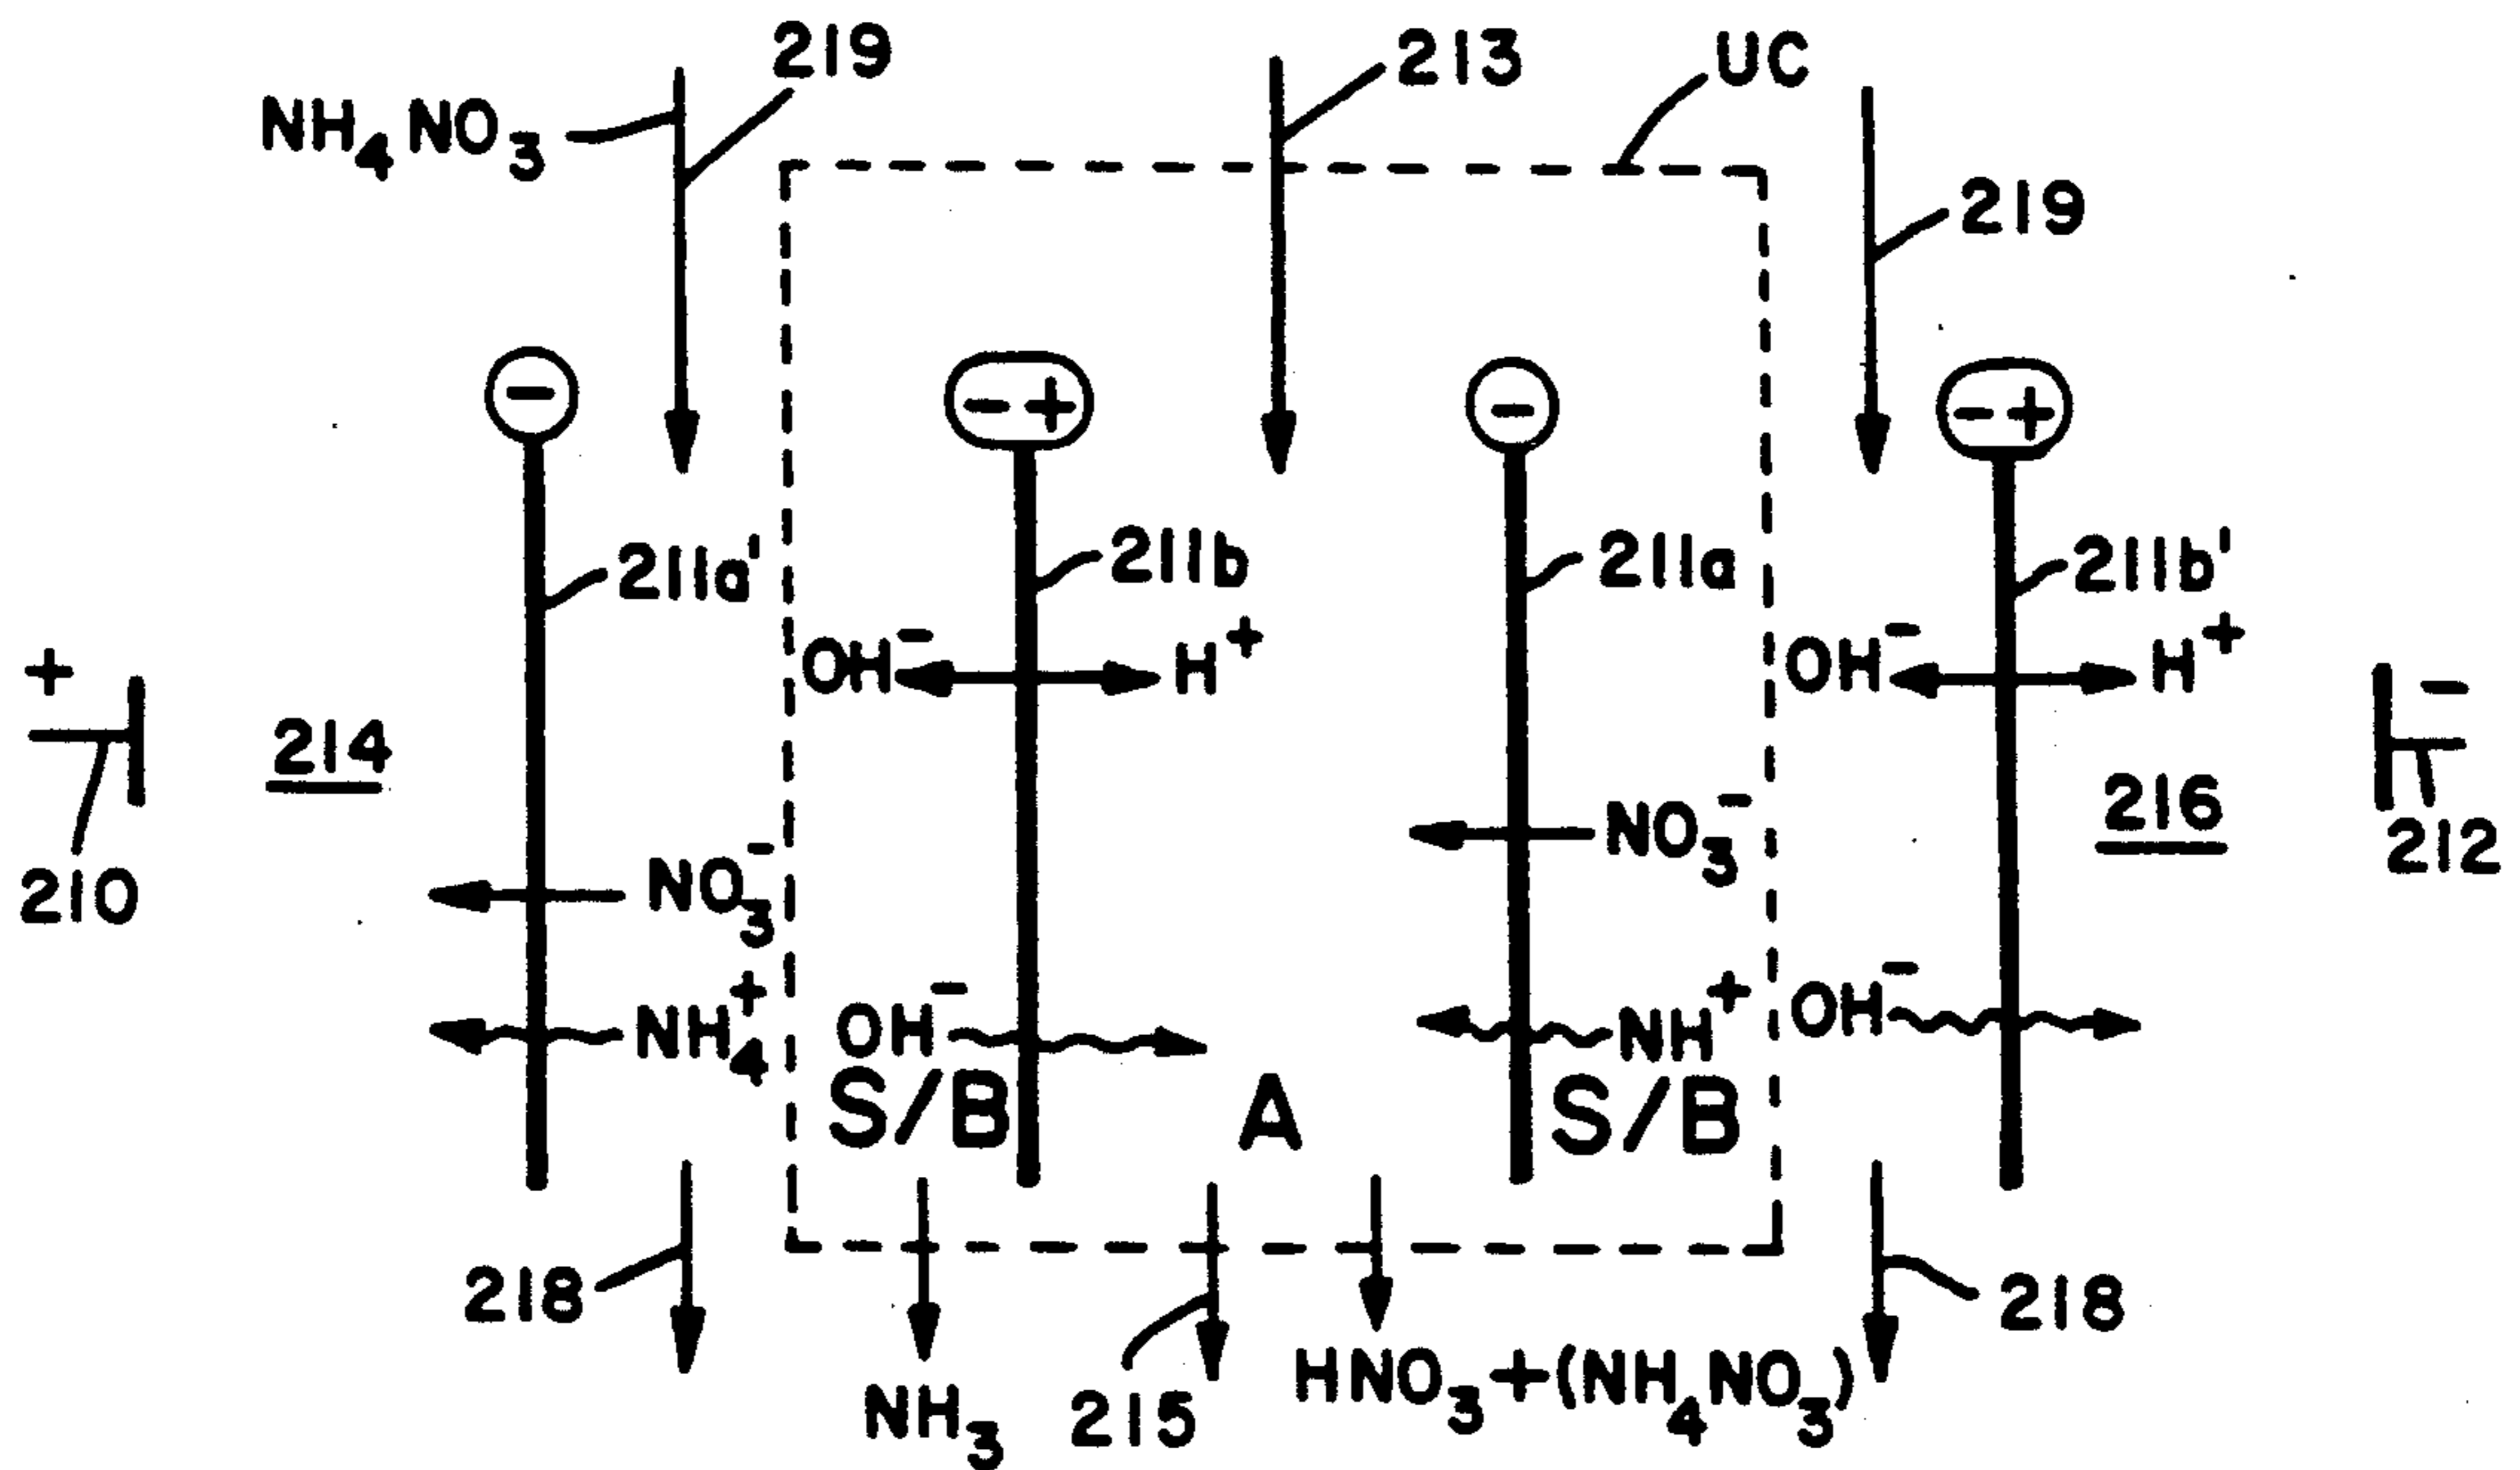 219
213
UC
NH4NO3
219
−
− +
−
− +
211a'
211b
211a
211b'
OH−
H+
OH−
H+
+
−
214
216
210
212
NO3−
NO3−
NH4+
OH−
NH+
OH−
S/B
A
S/B
218
218
NH3
215
HNO3+(NH4NO3)